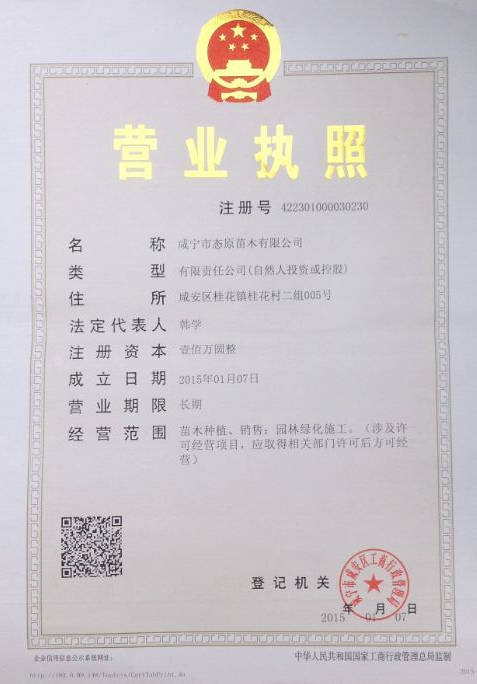 营业执照
注册号 422301000030230
名称 咸宁市态原苗木有限公司
类型 有限责任公司(自然人投资或控股)
住所 咸安区桂花镇桂花村二组005号
法定代表人 韩学
注册资本 壹佰万圆整
成立日期 2015年01月07日
营业期限 长期
经营范围 苗木种植、销售；园林绿化施工。（涉及许
可经营项目，应取得相关部门许可后方可经
营）
登记机关
咸宁市咸安区工商行政管理局
2015年01月07日
企业信用信息公示系统网址：
中华人民共和国国家工商行政管理总局监制